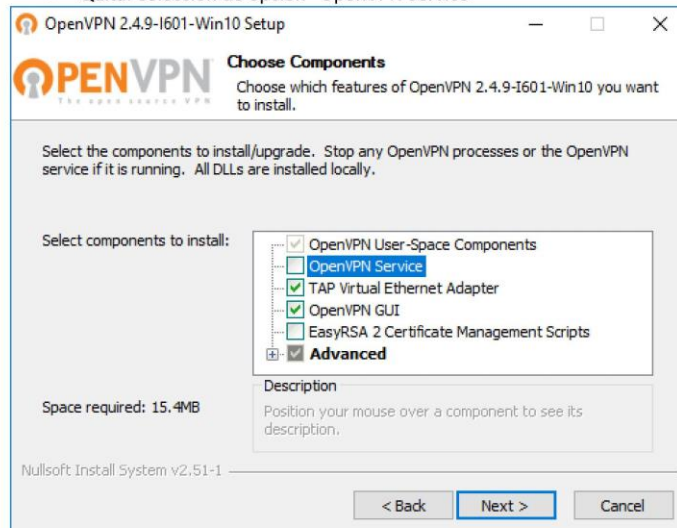 OpenVPN 2.4.9-I601-Win10 Setup
OPENVPN
The open source VPN
Choose Components
Choose which features of OpenVPN 2.4.9-I601-Win10 you want
to install.
Select the components to install/upgrade. Stop any OpenVPN processes or the OpenVPN
service if it is running. All DLLs are installed locally.
Select components to install:
OpenVPN User-Space Components
OpenVPN Service
TAP Virtual Ethernet Adapter
OpenVPN GUI
EasyRSA 2 Certificate Management Scripts
Advanced
Space required: 15.4MB
Description
Position your mouse over a component to see its
description.
Nullsoft Install System v2.51-1
< Back
Next >
Cancel